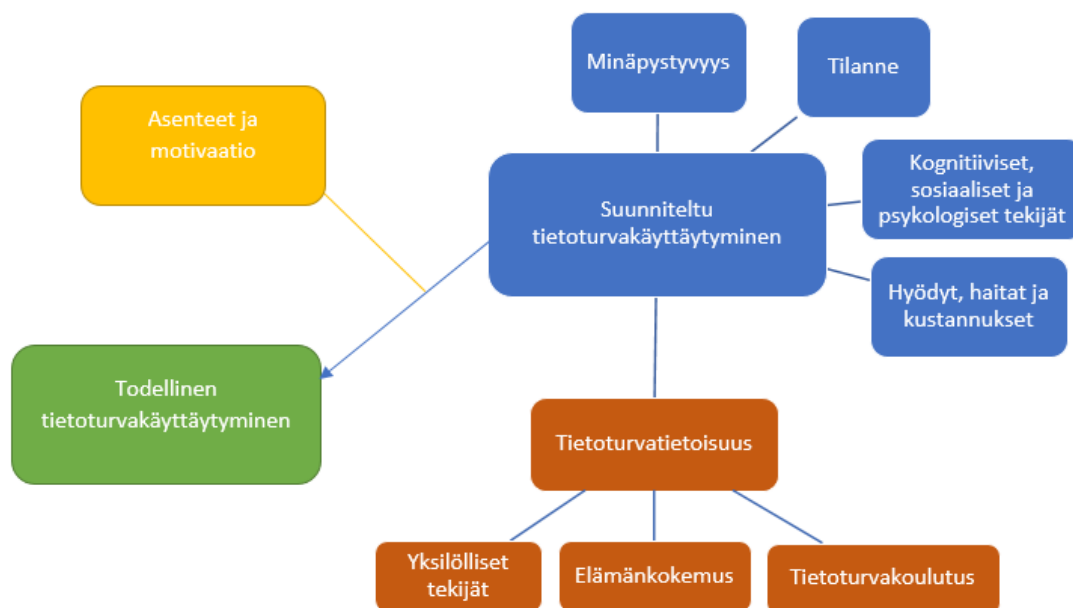 Minäpystyvyys
Tilanne
Asenteet ja
motivaatio
Kognitiiviset,
sosiaaliset ja
psykologiset tekijät
Suunniteltu
tietoturvakäyttäytyminen
Hyödyt, haitat ja
kustannukset
Todellinen
tietoturvakäyttäytyminen
Tietoturvatietoisuus
Yksilölliset
tekijät
Elämänkokemus
Tietoturvakoulutus